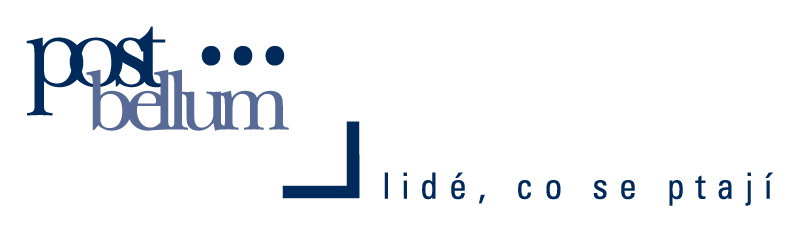 post
bellum
lidé, co se ptají